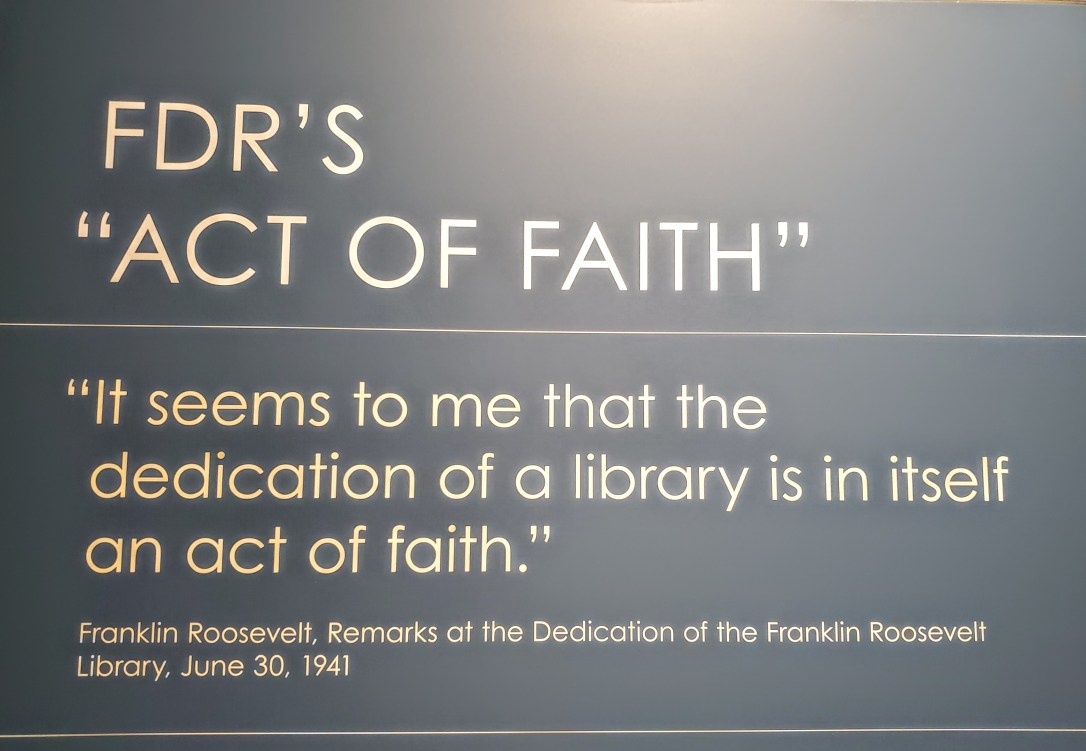 FDR’S
“ACT OF FAITH”
“It seems to me that the
dedication of a library is in itself
an act of faith.”
Franklin Roosevelt, Remarks at the Dedication of the Franklin Roosevelt
Library, June 30, 1941